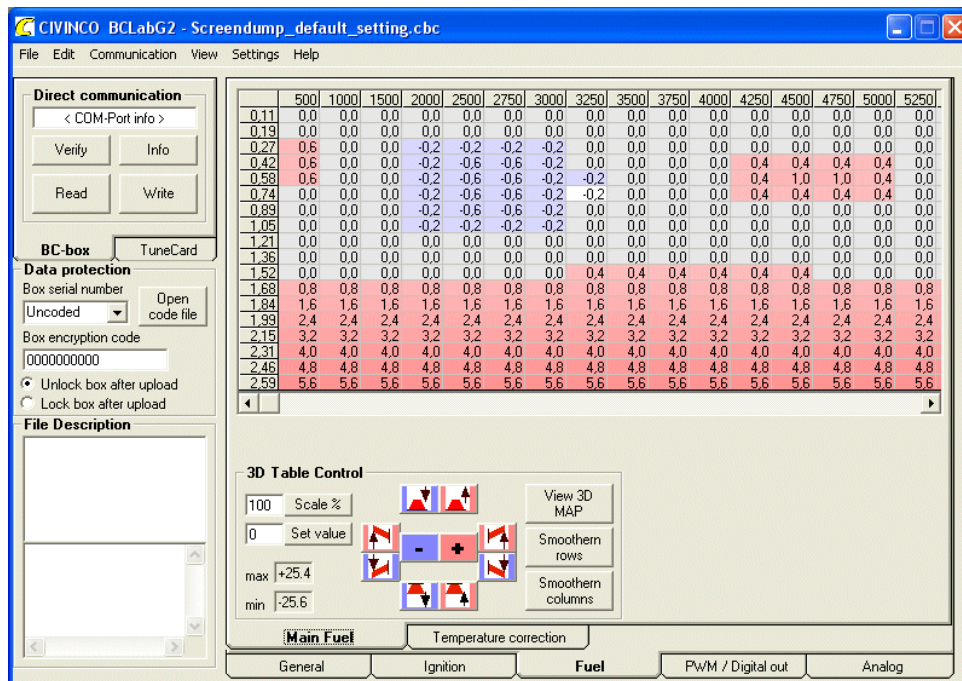 CIVINCO BCLabG2 - Screendump_default_setting.cbc
File Edit Communication View Settings Help
Direct communication
< COM-Port info >
Verify Info
Read Write
BC-box TuneCard
Data protection
Box serial number
Uncoded
Open code file
Box encryption code
0000000000
Unlock box after upload
Lock box after upload
File Description
500 1000 1500 2000 2500 2750 3000 3250 3500 3750 4000 4250 4500 4750 5000 5250
0,11 0,0 0,0 0,0 0,0 0,0 0,0 0,0 0,0 0,0 0,0 0,0 0,0 0,0 0,0 0,0 0,0
0,19 0,0 0,0 0,0 0,0 0,0 0,0 0,0 0,0 0,0 0,0 0,0 0,0 0,0 0,0 0,0 0,0
0,27 0,6 0,0 0,0 -0,2 -0,2 -0,2 -0,2 0,0 0,0 0,0 0,0 0,0 0,0 0,0 0,0 0,0
0,42 0,6 0,0 0,0 -0,2 -0,6 -0,6 -0,2 0,0 0,0 0,0 0,0 0,4 0,4 0,4 0,4 0,0
0,58 0,6 0,0 0,0 -0,2 -0,6 -0,6 -0,2 -0,2 0,0 0,0 0,0 0,4 1,0 1,0 0,4 0,0
0,74 0,0 0,0 0,0 -0,2 -0,6 -0,6 -0,2 -0,2 0,0 0,0 0,0 0,4 0,4 0,4 0,4 0,0
0,89 0,0 0,0 0,0 -0,2 -0,6 -0,6 -0,2 0,0 0,0 0,0 0,0 0,0 0,0 0,0 0,0 0,0
1,05 0,0 0,0 0,0 -0,2 -0,2 -0,2 -0,2 0,0 0,0 0,0 0,0 0,0 0,0 0,0 0,0 0,0
1,21 0,0 0,0 0,0 0,0 0,0 0,0 0,0 0,0 0,0 0,0 0,0 0,0 0,0 0,0 0,0 0,0
1,36 0,0 0,0 0,0 0,0 0,0 0,0 0,0 0,0 0,0 0,0 0,0 0,0 0,0 0,0 0,0 0,0
1,52 0,0 0,0 0,0 0,0 0,0 0,0 0,0 0,4 0,4 0,4 0,4 0,4 0,4 0,0 0,0 0,0
1,68 0,8 0,8 0,8 0,8 0,8 0,8 0,8 0,8 0,8 0,8 0,8 0,8 0,8 0,8 0,8 0,8
1,84 1,6 1,6 1,6 1,6 1,6 1,6 1,6 1,6 1,6 1,6 1,6 1,6 1,6 1,6 1,6 1,6
1,99 2,4 2,4 2,4 2,4 2,4 2,4 2,4 2,4 2,4 2,4 2,4 2,4 2,4 2,4 2,4 2,4
2,15 3,2 3,2 3,2 3,2 3,2 3,2 3,2 3,2 3,2 3,2 3,2 3,2 3,2 3,2 3,2 3,2
2,31 4,0 4,0 4,0 4,0 4,0 4,0 4,0 4,0 4,0 4,0 4,0 4,0 4,0 4,0 4,0 4,0
2,46 4,8 4,8 4,8 4,8 4,8 4,8 4,8 4,8 4,8 4,8 4,8 4,8 4,8 4,8 4,8 4,8
2,59 5,6 5,6 5,6 5,6 5,6 5,6 5,6 5,6 5,6 5,6 5,6 5,6 5,6 5,6 5,6 5,6
3D Table Control
100 Scale %
0 Set value
max +25.4
min -25.6
- +
View 3D
MAP
Smoothern
rows
Smoothern
columns
Main Fuel Temperature correction
General Ignition Fuel PWM / Digital out Analog